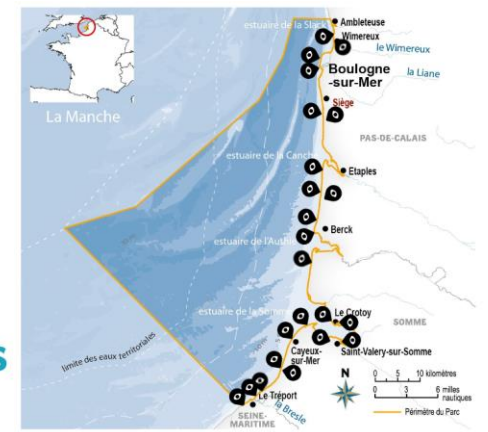 La Manche
estuaire de la Slack
Ambleteuse
Wimereux
le Wimereux
Boulogne
-sur-Mer
la Liane
Siège
PAS-DE-CALAIS
estuaire de la Canche
Etaples
Berck
estuaire de l'Authie
estuaire de la Somme
Le Crotoy
SOMME
limite des eaux territoriales
Cayeux
-sur-Mer
Saint-Valery-sur-Somme
Le Tréport
la Bresle
SEINE-
MARITIME
N
0 5 10 kilomètres
0 3 6 milles
nautiques
Périmètre du Parc
s